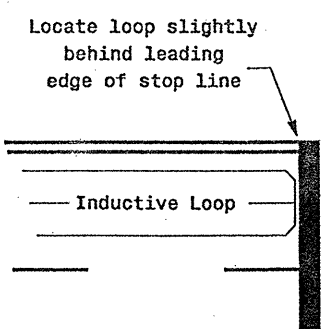 Locate loop slightly
behind leading
edge of stop line
Inductive Loop